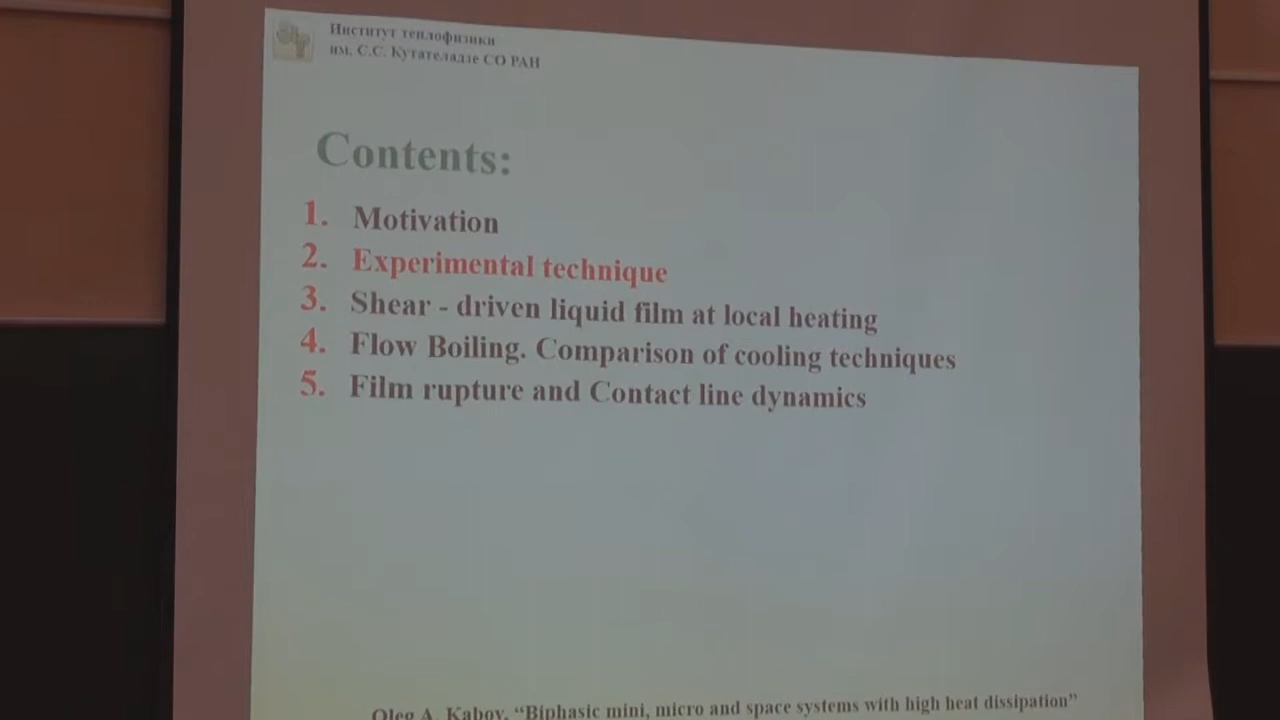 Институт теплофизики
им. С.С. Кутателадзе СО РАН
Contents:
1. Motivation
2. Experimental technique
3. Shear - driven liquid film at local heating
4. Flow Boiling. Comparison of cooling techniques
5. Film rupture and Contact line dynamics
Oleg A. Kabov, “Biphasic mini, micro and space systems with high heat dissipation”